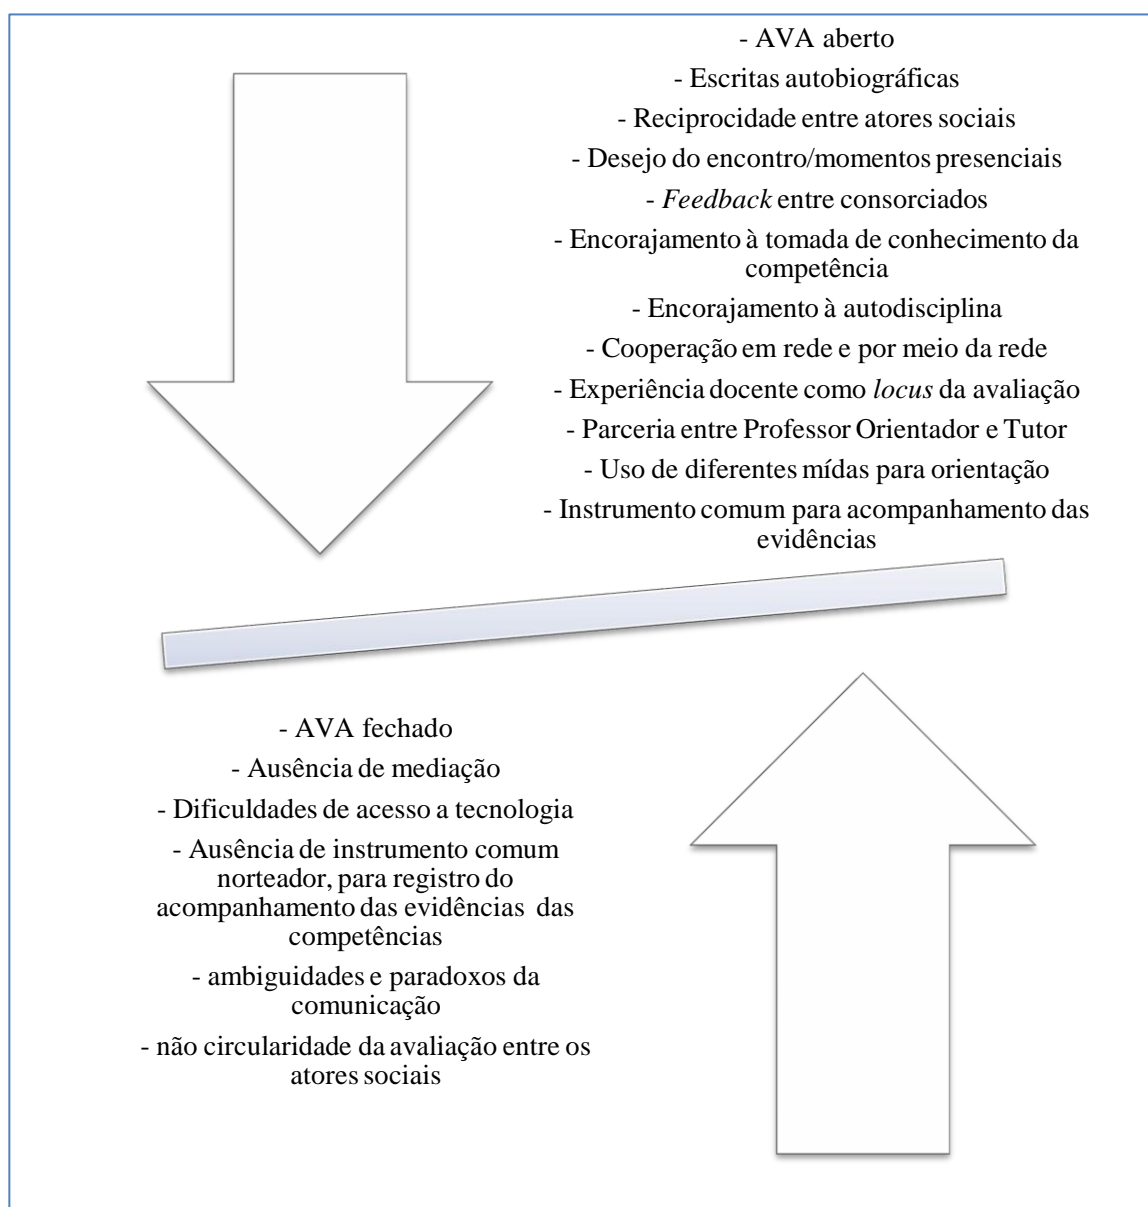 - AVA aberto
- Escritas autobiográficas
- Reciprocidade entre atores sociais
- Desejo do encontro/momentos presenciais
- Feedback entre consorciados
- Encorajamento à tomada de conhecimento da
competência
- Encorajamento à autodisciplina
- Cooperação em rede e por meio da rede
- Experiência docente como locus da avaliação
- Parceria entre Professor Orientador e Tutor
- Uso de diferentes mídas para orientação
- Instrumento comum para acompanhamento das
evidências
- AVA fechado
- Ausência de mediação
- Dificuldades de acesso a tecnologia
- Ausência de instrumento comum
norteador, para registro do
acompanhamento das evidências das
competências
- ambiguidades e paradoxos da
comunicação
- não circularidade da avaliação entre os
atores sociais